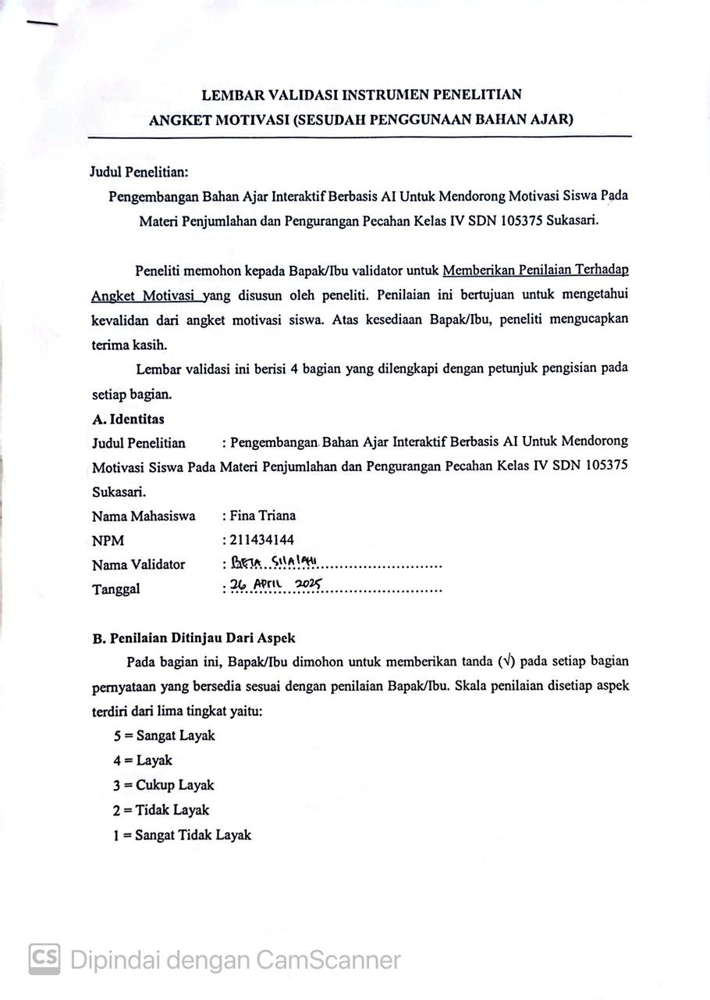 LEMBAR VALIDASI INSTRUMEN PENELITIAN
ANGKET MOTIVASI (SESUDAH PENGGUNAAN BAHAN AJAR)
Judul Penelitian:
Pengembangan Bahan Ajar Interaktif Berbasis AI Untuk Mendorong Motivasi Siswa Pada
Materi Penjumlahan dan Pengurangan Pecahan Kelas IV SDN 105375 Sukasari.
Peneliti memohon kepada Bapak/Ibu validator untuk Memberikan Penilaian Terhadap
Angket Motivasi yang disusun oleh peneliti. Penilaian ini bertujuan untuk mengetahui
kevalidan dari angket motivasi siswa. Atas kesediaan Bapak/Ibu, peneliti mengucapkan
terima kasih.
Lembar validasi ini berisi 4 bagian yang dilengkapi dengan petunjuk pengisian pada
setiap bagian.
A. Identitas
Judul Penelitian : Pengembangan Bahan Ajar Interaktif Berbasis AI Untuk Mendorong
Motivasi Siswa Pada Materi Penjumlahan dan Pengurangan Pecahan Kelas IV SDN 105375
Sukasari.
Nama Mahasiswa : Fina Triana
NPM : 211434144
Nama Validator : BETA SILALAHI
Tanggal : 26 APRIL 2025
B. Penilaian Ditinjau Dari Aspek
Pada bagian ini, Bapak/Ibu dimohon untuk memberikan tanda (√) pada setiap bagian
pernyataan yang bersedia sesuai dengan penilaian Bapak/Ibu. Skala penilaian disetiap aspek
terdiri dari lima tingkat yaitu:
5 = Sangat Layak
4 = Layak
3 = Cukup Layak
2 = Tidak Layak
1 = Sangat Tidak Layak
CS Dipindai dengan CamScanner